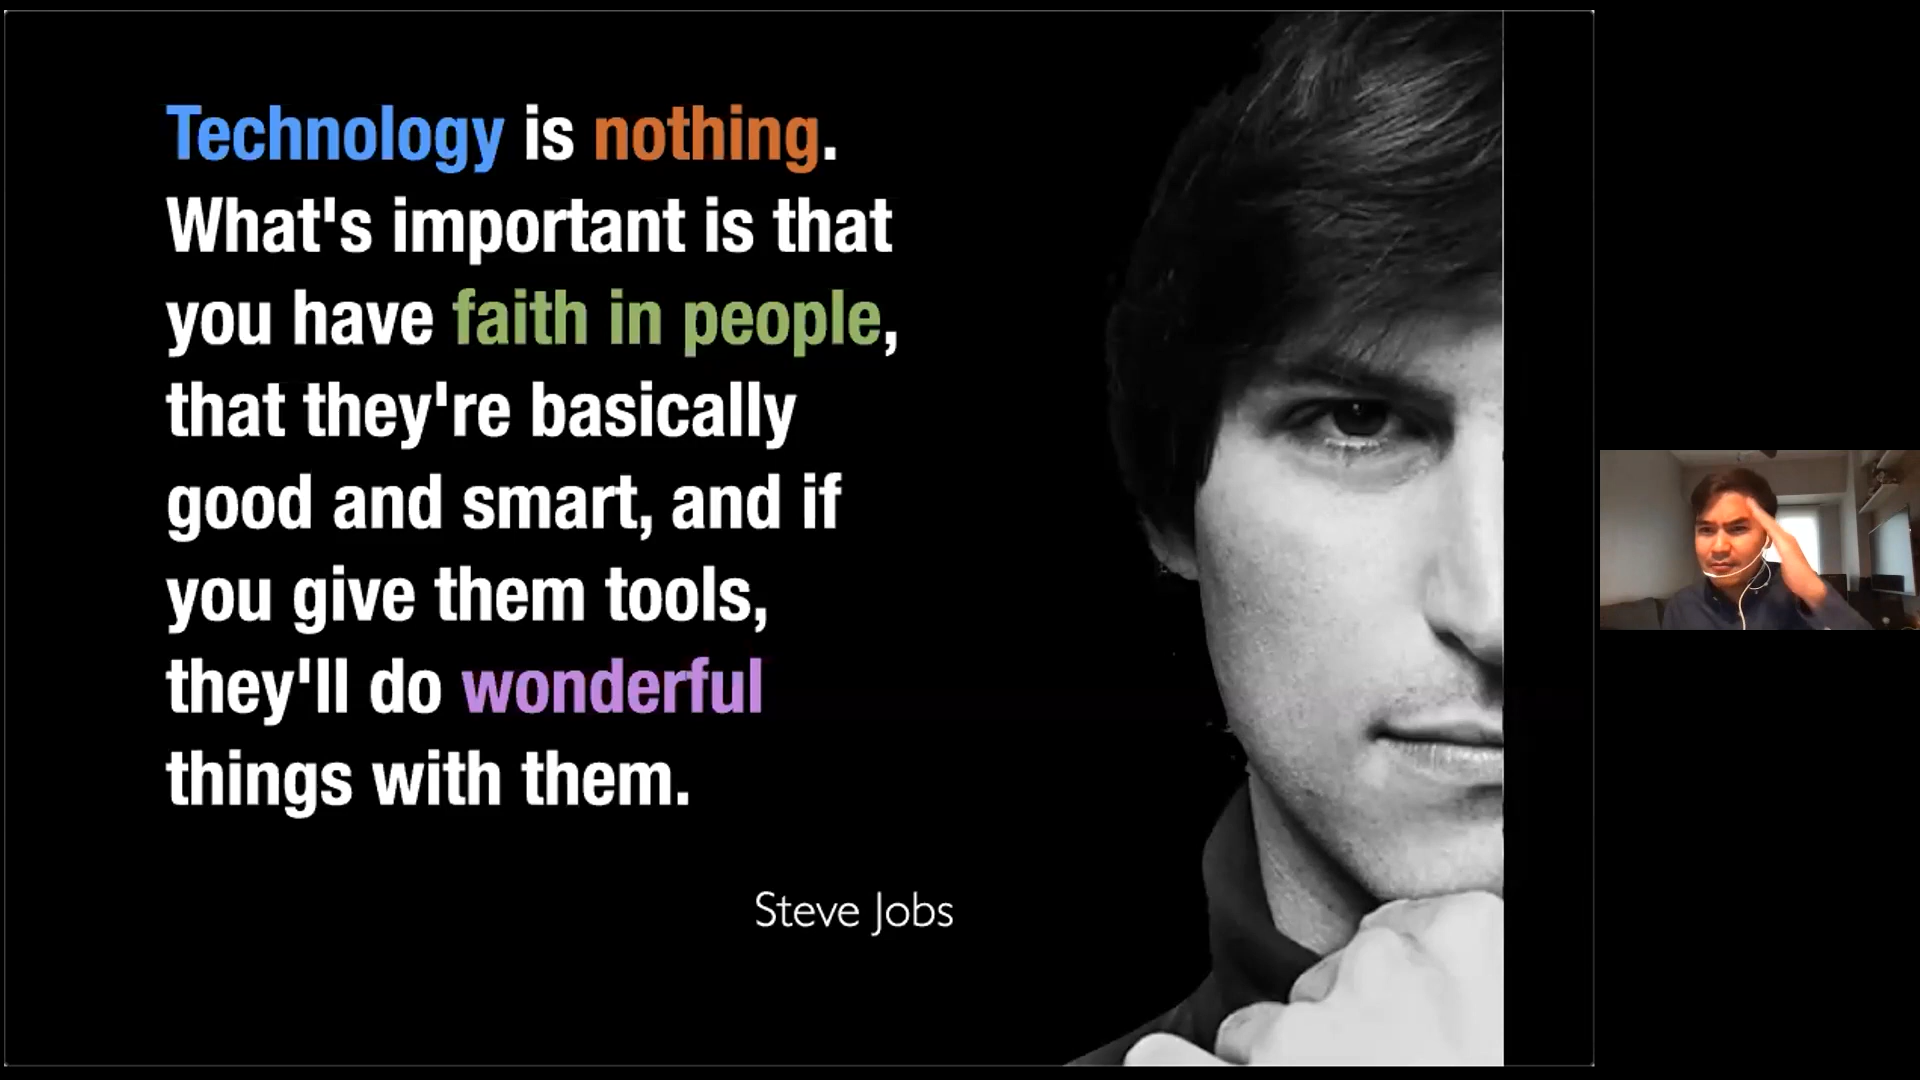 Technology is nothing.
What's important is that
you have faith in people,
that they're basically
good and smart, and if
you give them tools,
they'll do wonderful
things with them.
Steve Jobs